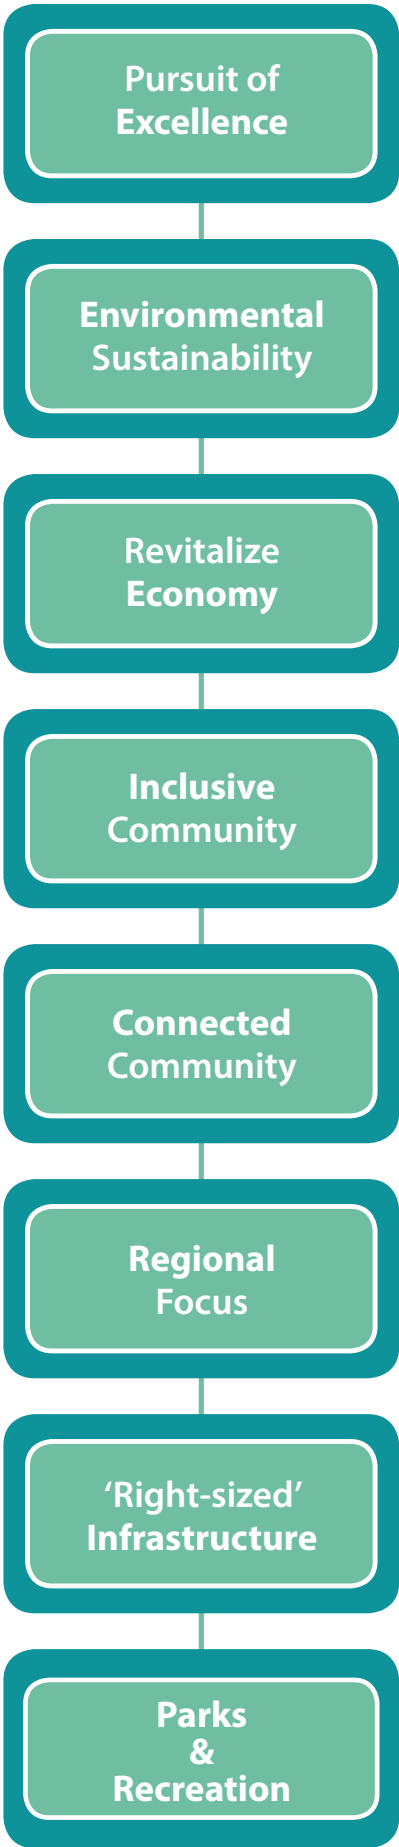 Pursuit of
Excellence
Environmental
Sustainability
Revitalize
Economy
Inclusive
Community
Connected
Community
Regional
Focus
‘Right-sized’
Infrastructure
Parks
&
Recreation